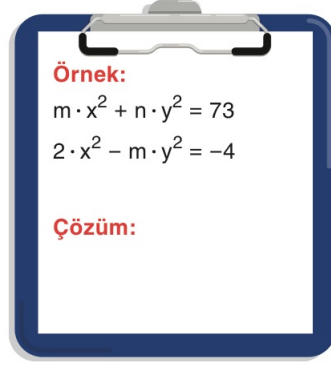 Örnek:
m · x² + n · y² = 73
2 · x² – m · y² = –4
Çözüm: